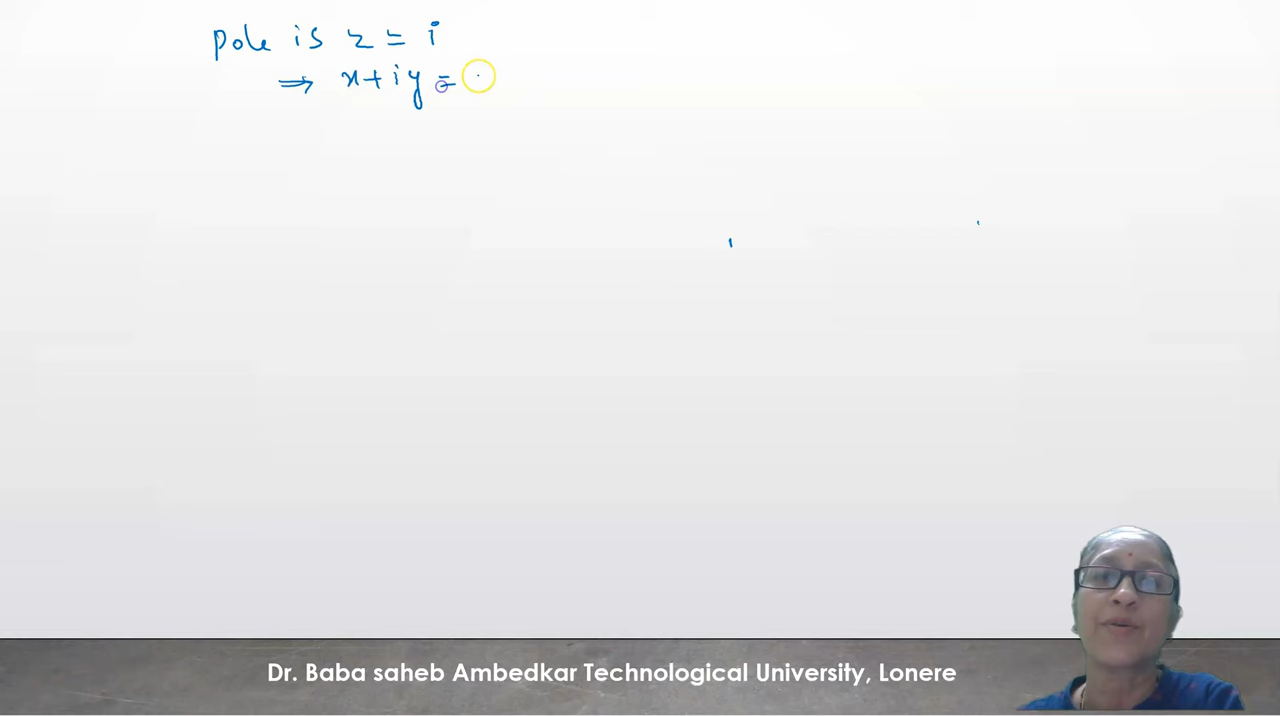 pole is z = i
⇒ x + iy =
Dr. Baba saheb Ambedkar Technological University, Lonere